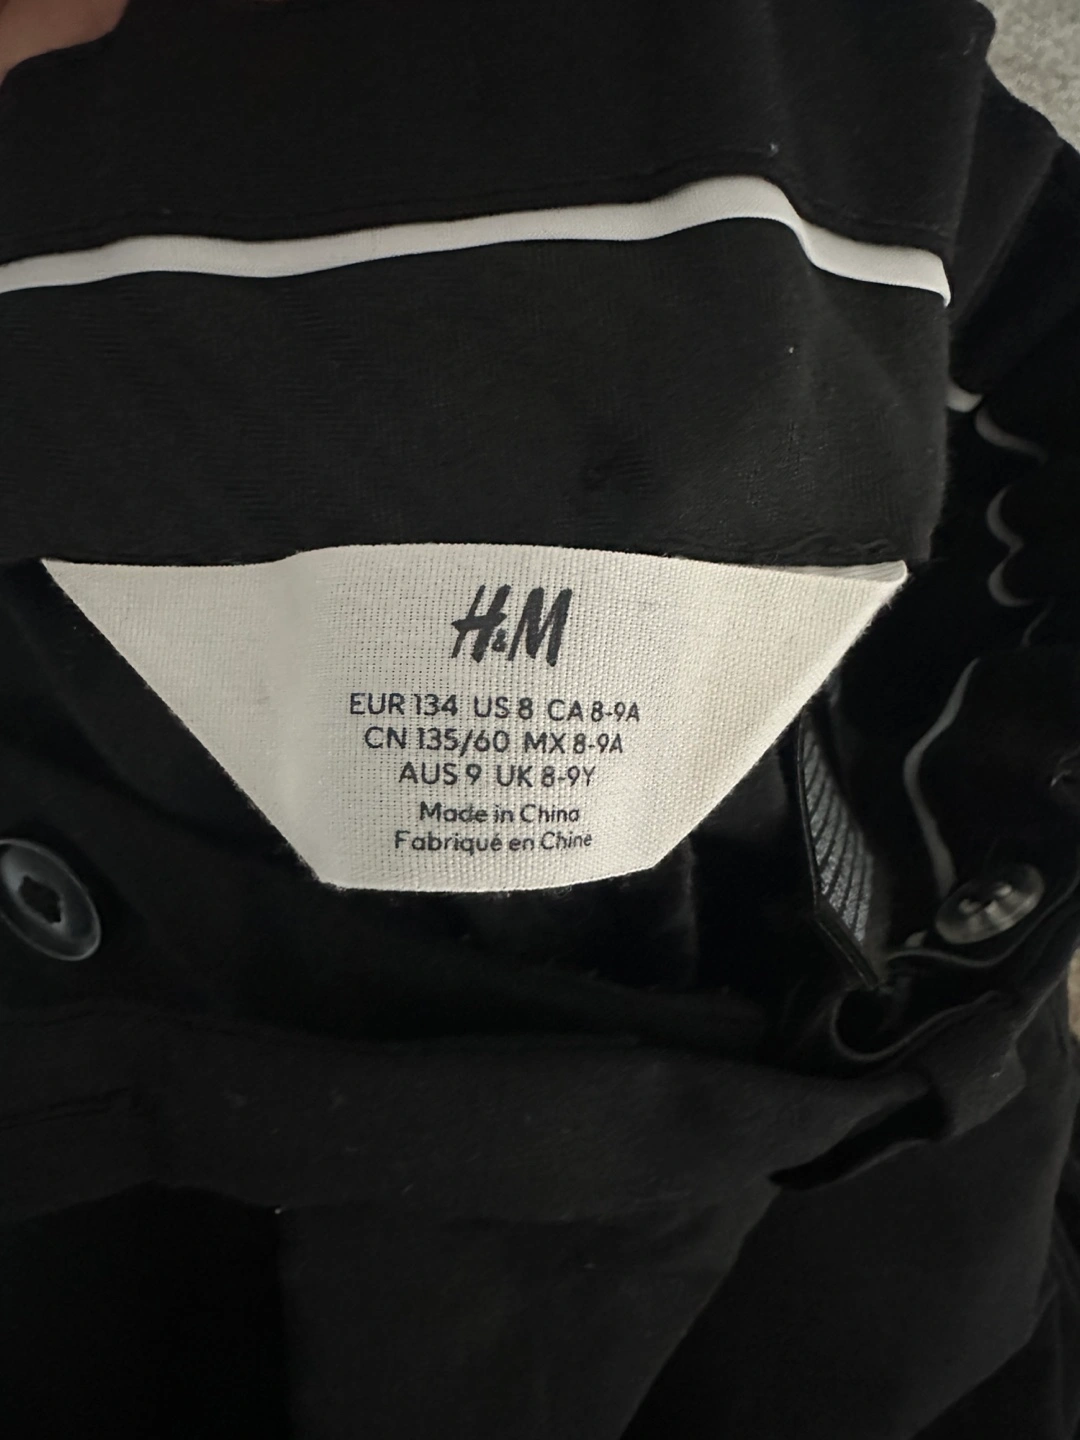 H&M
EUR 134 US 8 CA 8-9A
CN 135/60 MX 8-9A
AUS 9 UK 8-9Y
Made in China
Fabriqué en Chine